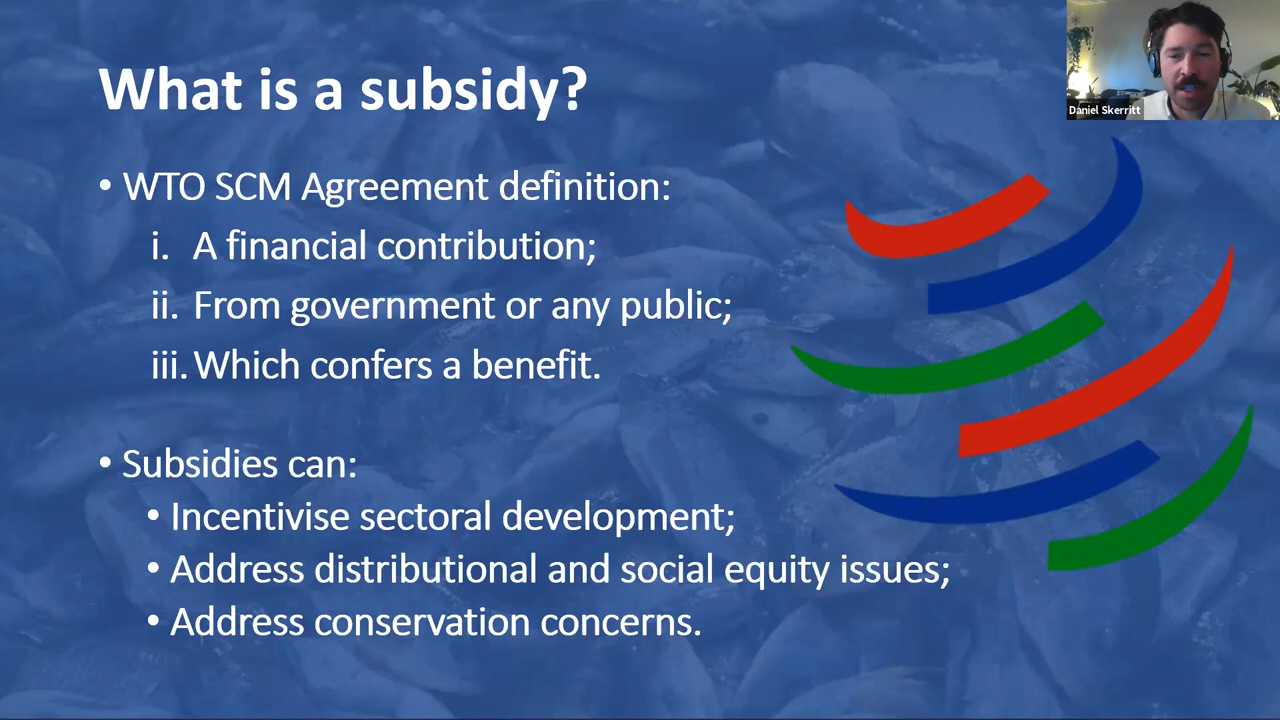 What is a subsidy?
• WTO SCM Agreement definition:
i. A financial contribution;
ii. From government or any public;
iii. Which confers a benefit.
• Subsidies can:
• Incentivise sectoral development;
• Address distributional and social equity issues;
• Address conservation concerns.
Daniel Skerritt